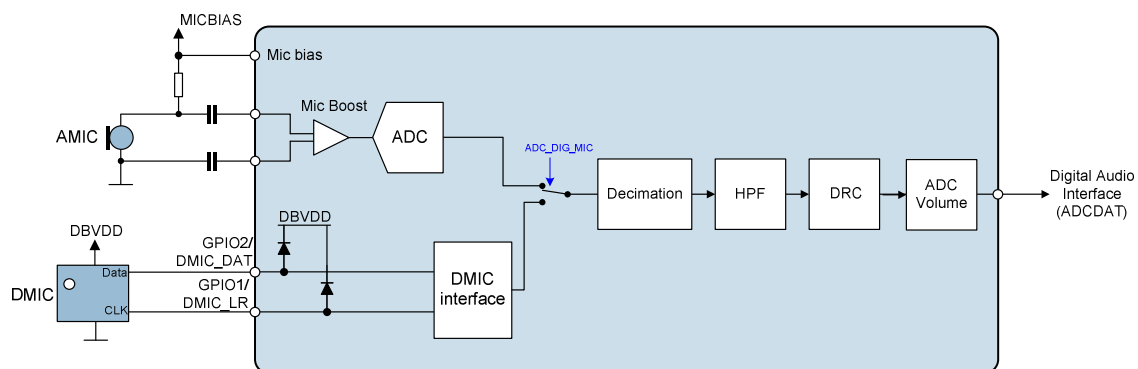 MICBIAS
Mic bias
Mic Boost
AMIC
ADC
ADC_DIG_MIC
Decimation
HPF
DRC
ADC
Volume
Digital Audio
Interface
(ADCDAT)
DBVDD
DBVDD
GPIO2/
DMIC_DAT
GPIO1/
DMIC_LR
DMIC
Data
CLK
DMIC
interface